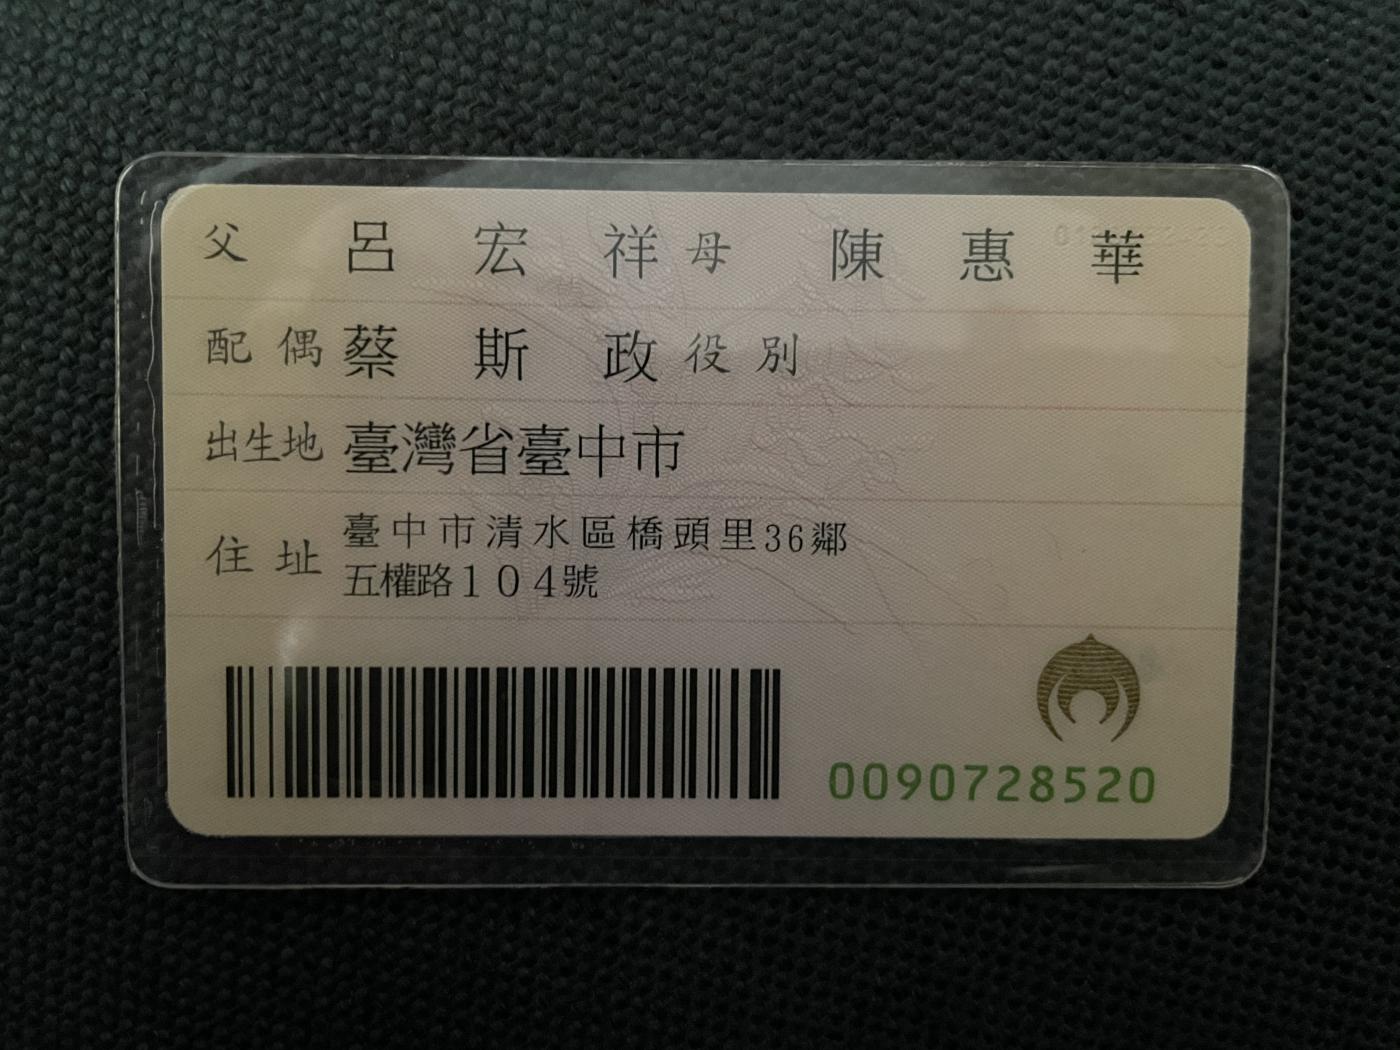 父 呂宏祥 母 陳惠華
配偶 蔡斯政 役別
出生地 臺灣省臺中市
住址 臺中市清水區橋頭里36鄰
五權路104號
0090728520